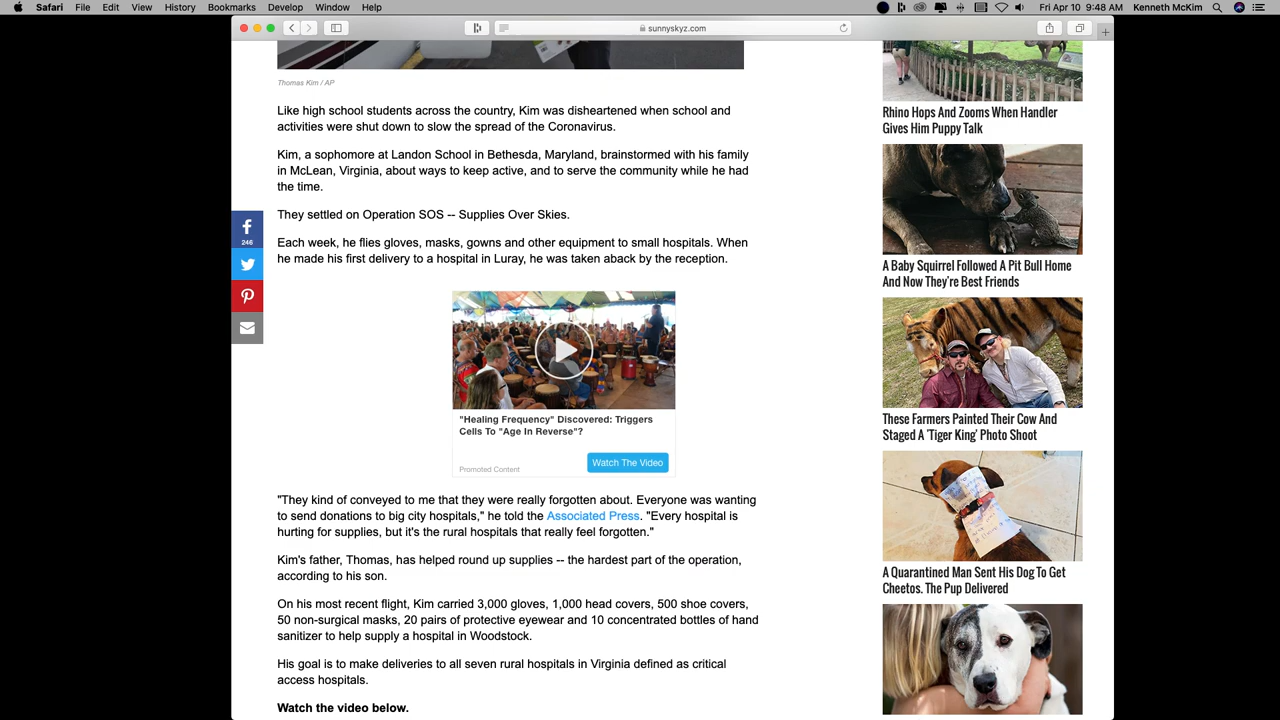 Safari File Edit View History Bookmarks Develop Window Help Fri Apr 10 9:48 AM Kenneth McKim
sunnyskyz.com
Thomas Kim / AP
Like high school students across the country, Kim was disheartened when school and
activities were shut down to slow the spread of the Coronavirus.
Kim, a sophomore at Landon School in Bethesda, Maryland, brainstormed with his family
in McLean, Virginia, about ways to keep active, and to serve the community while he had
the time.
They settled on Operation SOS -- Supplies Over Skies.
Each week, he flies gloves, masks, gowns and other equipment to small hospitals. When
he made his first delivery to a hospital in Luray, he was taken aback by the reception.
246
"Healing Frequency" Discovered: Triggers
Cells To "Age In Reverse"?
Promoted Content
Watch The Video
"They kind of conveyed to me that they were really forgotten about. Everyone was wanting
to send donations to big city hospitals," he told the Associated Press. "Every hospital is
hurting for supplies, but it's the rural hospitals that really feel forgotten."
Kim's father, Thomas, has helped round up supplies -- the hardest part of the operation,
according to his son.
On his most recent flight, Kim carried 3,000 gloves, 1,000 head covers, 500 shoe covers,
50 non-surgical masks, 20 pairs of protective eyewear and 10 concentrated bottles of hand
sanitizer to help supply a hospital in Woodstock.
His goal is to make deliveries to all seven rural hospitals in Virginia defined as critical
access hospitals.
Watch the video below.
Rhino Hops And Zooms When Handler
Gives Him Puppy Talk
A Baby Squirrel Followed A Pit Bull Home
And Now They're Best Friends
These Farmers Painted Their Cow And
Staged A 'Tiger King' Photo Shoot
A Quarantined Man Sent His Dog To Get
Cheetos. The Pup Delivered